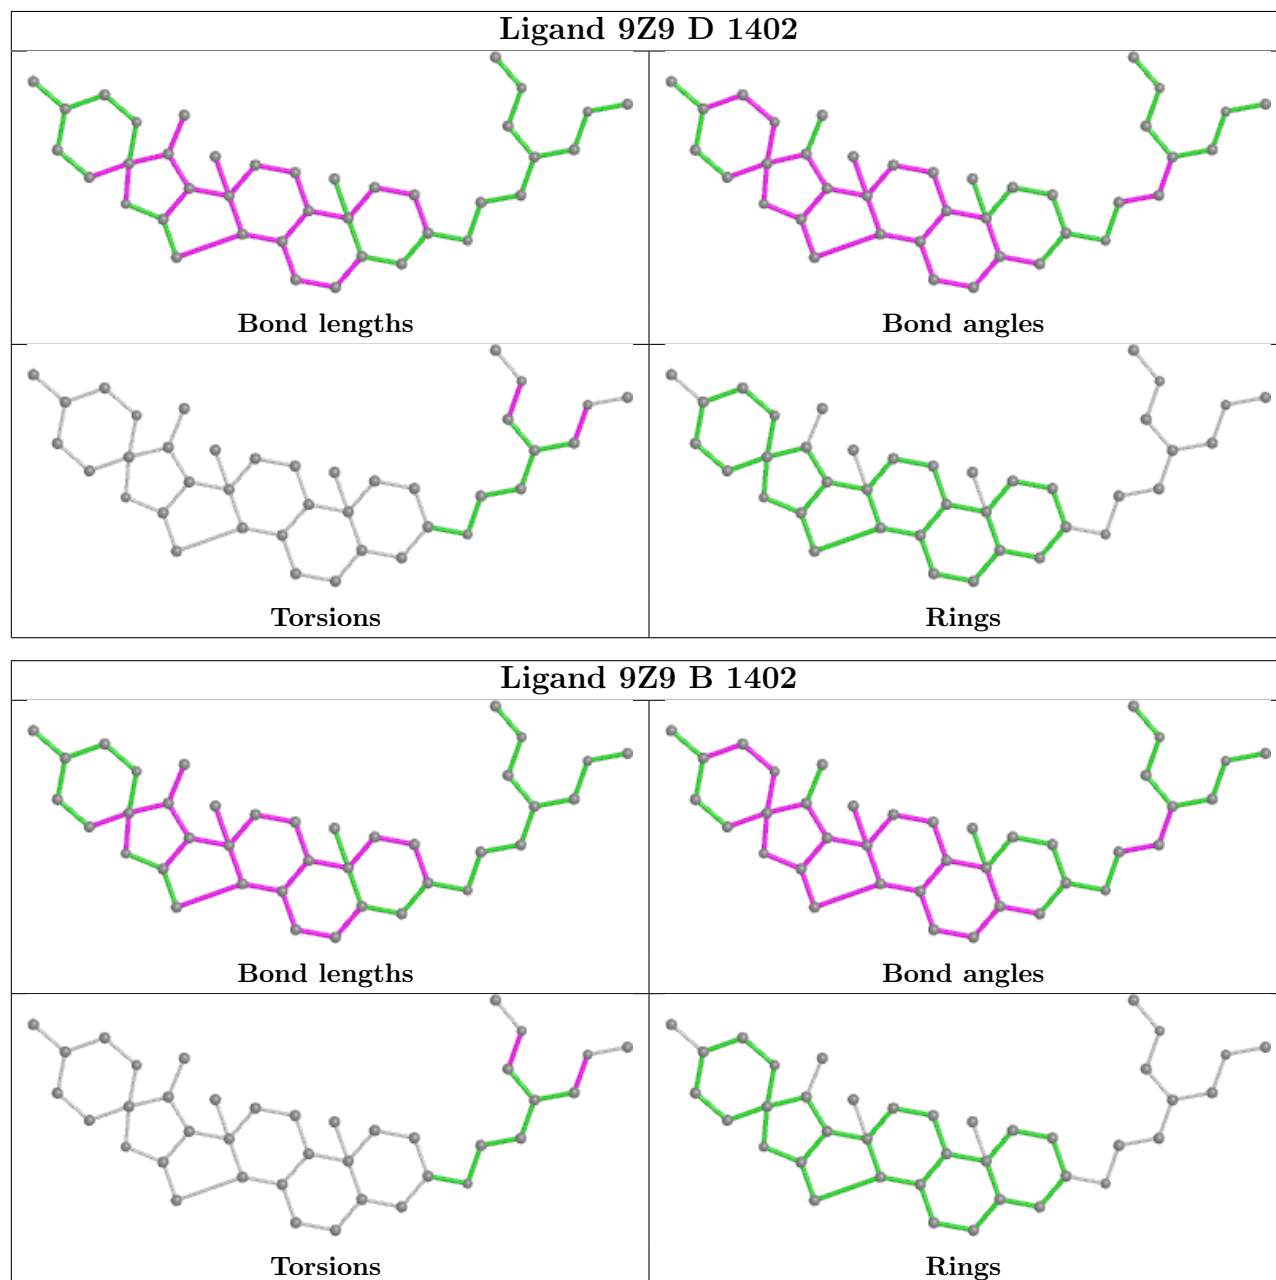 Ligand 9Z9 D 1402
Bond lengths
Bond angles
Torsions
Rings
Ligand 9Z9 B 1402
Bond lengths
Bond angles
Torsions
Rings